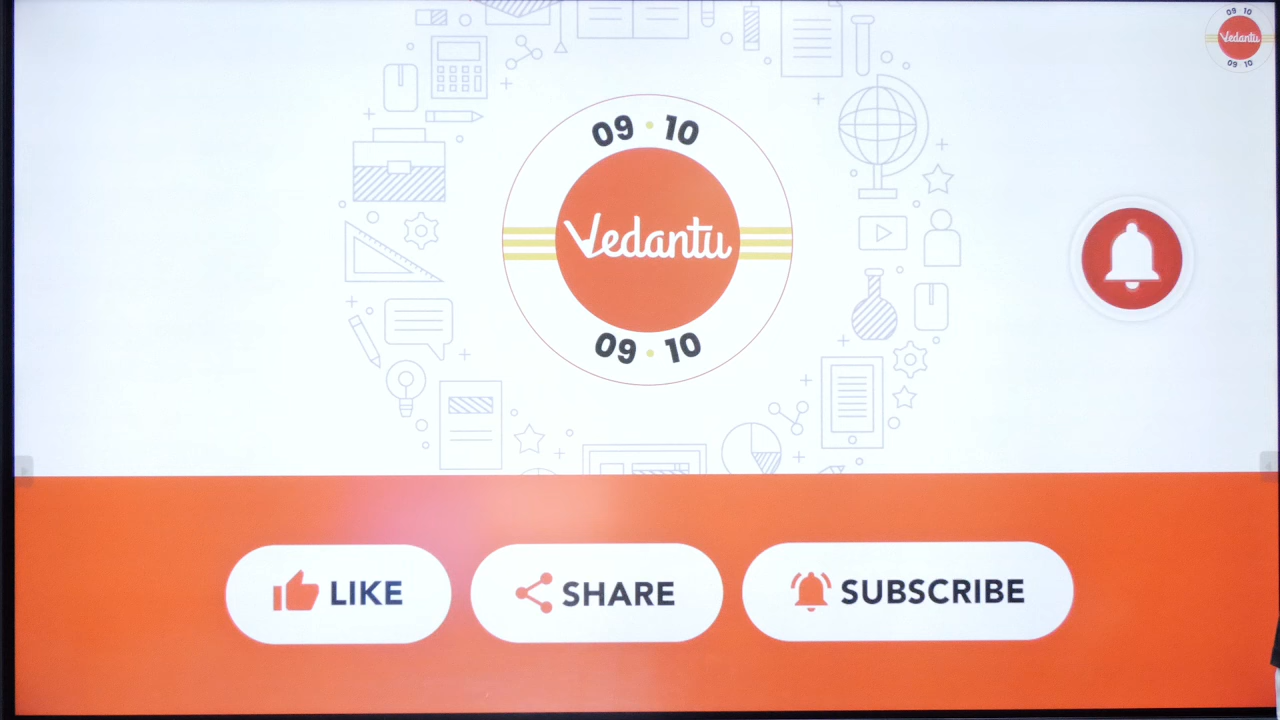 09 • 10
Vedantu
09 • 10
09 10
Vedantu
09 10
LIKE
SHARE
SUBSCRIBE